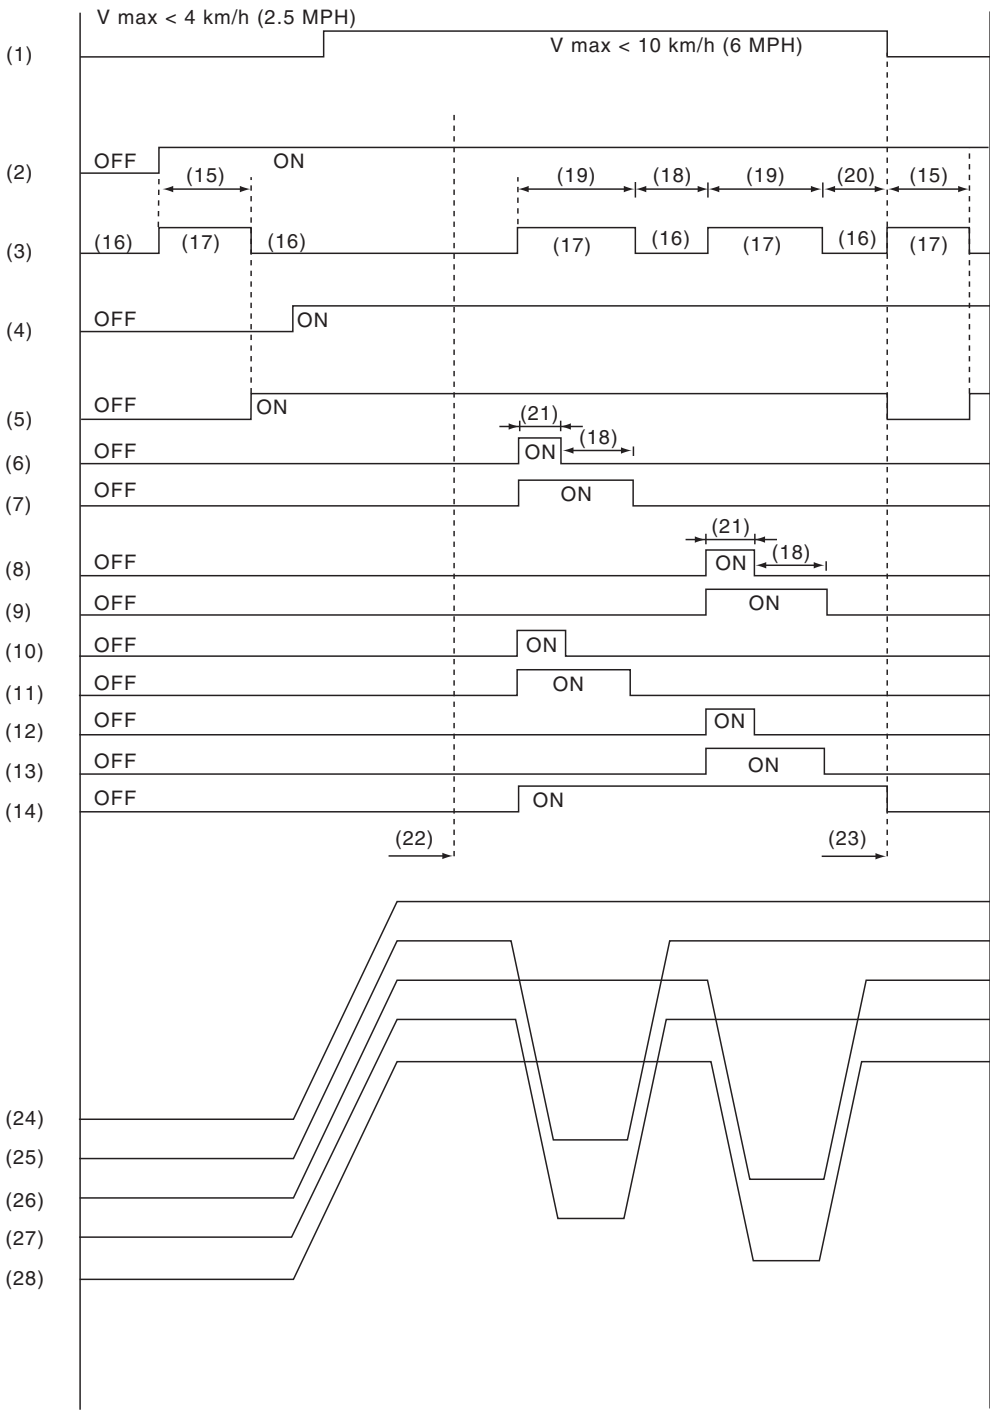 V max < 4 km/h (2.5 MPH)
(1)
V max < 10 km/h (6 MPH)
(2) OFF ON
(15) (19) (18) (19) (20) (15)
(3) (16) (17) (16) (17) (16) (17) (16) (17)
(4) OFF ON
(5) OFF ON
(21)
(6) OFF ON (18)
(7) OFF ON
(21)
(8) OFF ON (18)
(9) OFF ON
(10) OFF ON
(11) OFF ON
(12) OFF ON
(13) OFF ON
(14) OFF ON
(22) (23)
(24)
(25)
(26)
(27)
(28)